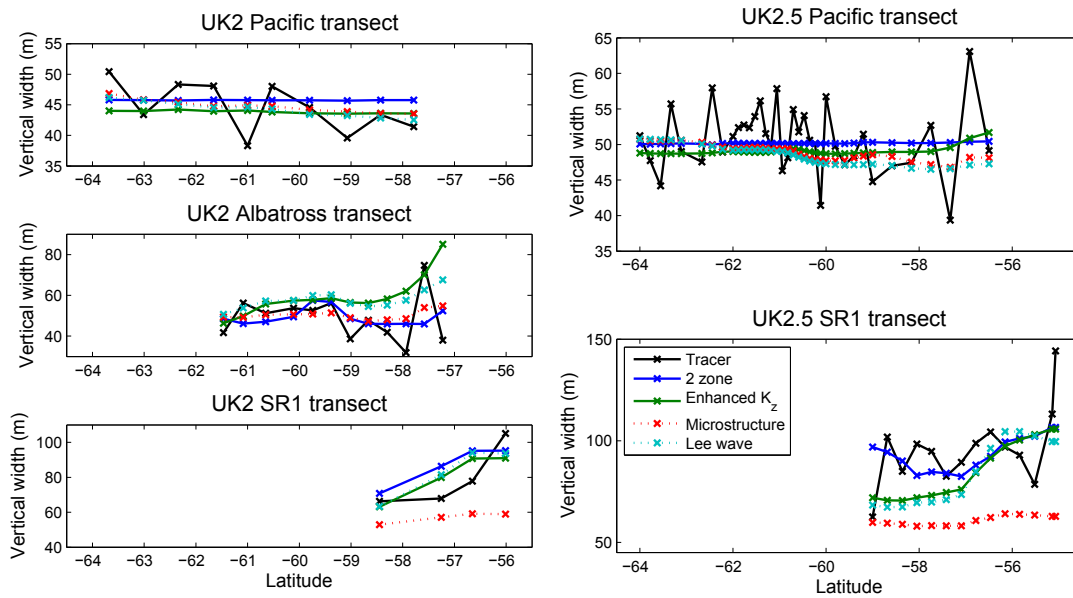 UK2 Pacific transect
Vertical width (m)
55
50
45
40
35
−64 −63 −62 −61 −60 −59 −58 −57 −56
UK2 Albatross transect
Vertical width (m)
80
60
40
−64 −63 −62 −61 −60 −59 −58 −57 −56
UK2 SR1 transect
Vertical width (m)
100
80
60
40
−64 −63 −62 −61 −60 −59 −58 −57 −56
Latitude
UK2.5 Pacific transect
Vertical width (m)
65
60
55
50
45
40
35
−64 −62 −60 −58 −56
UK2.5 SR1 transect
Vertical width (m)
150
100
50
Tracer
2 zone
Enhanced K_z
Microstructure
Lee wave
−64 −62 −60 −58 −56
Latitude